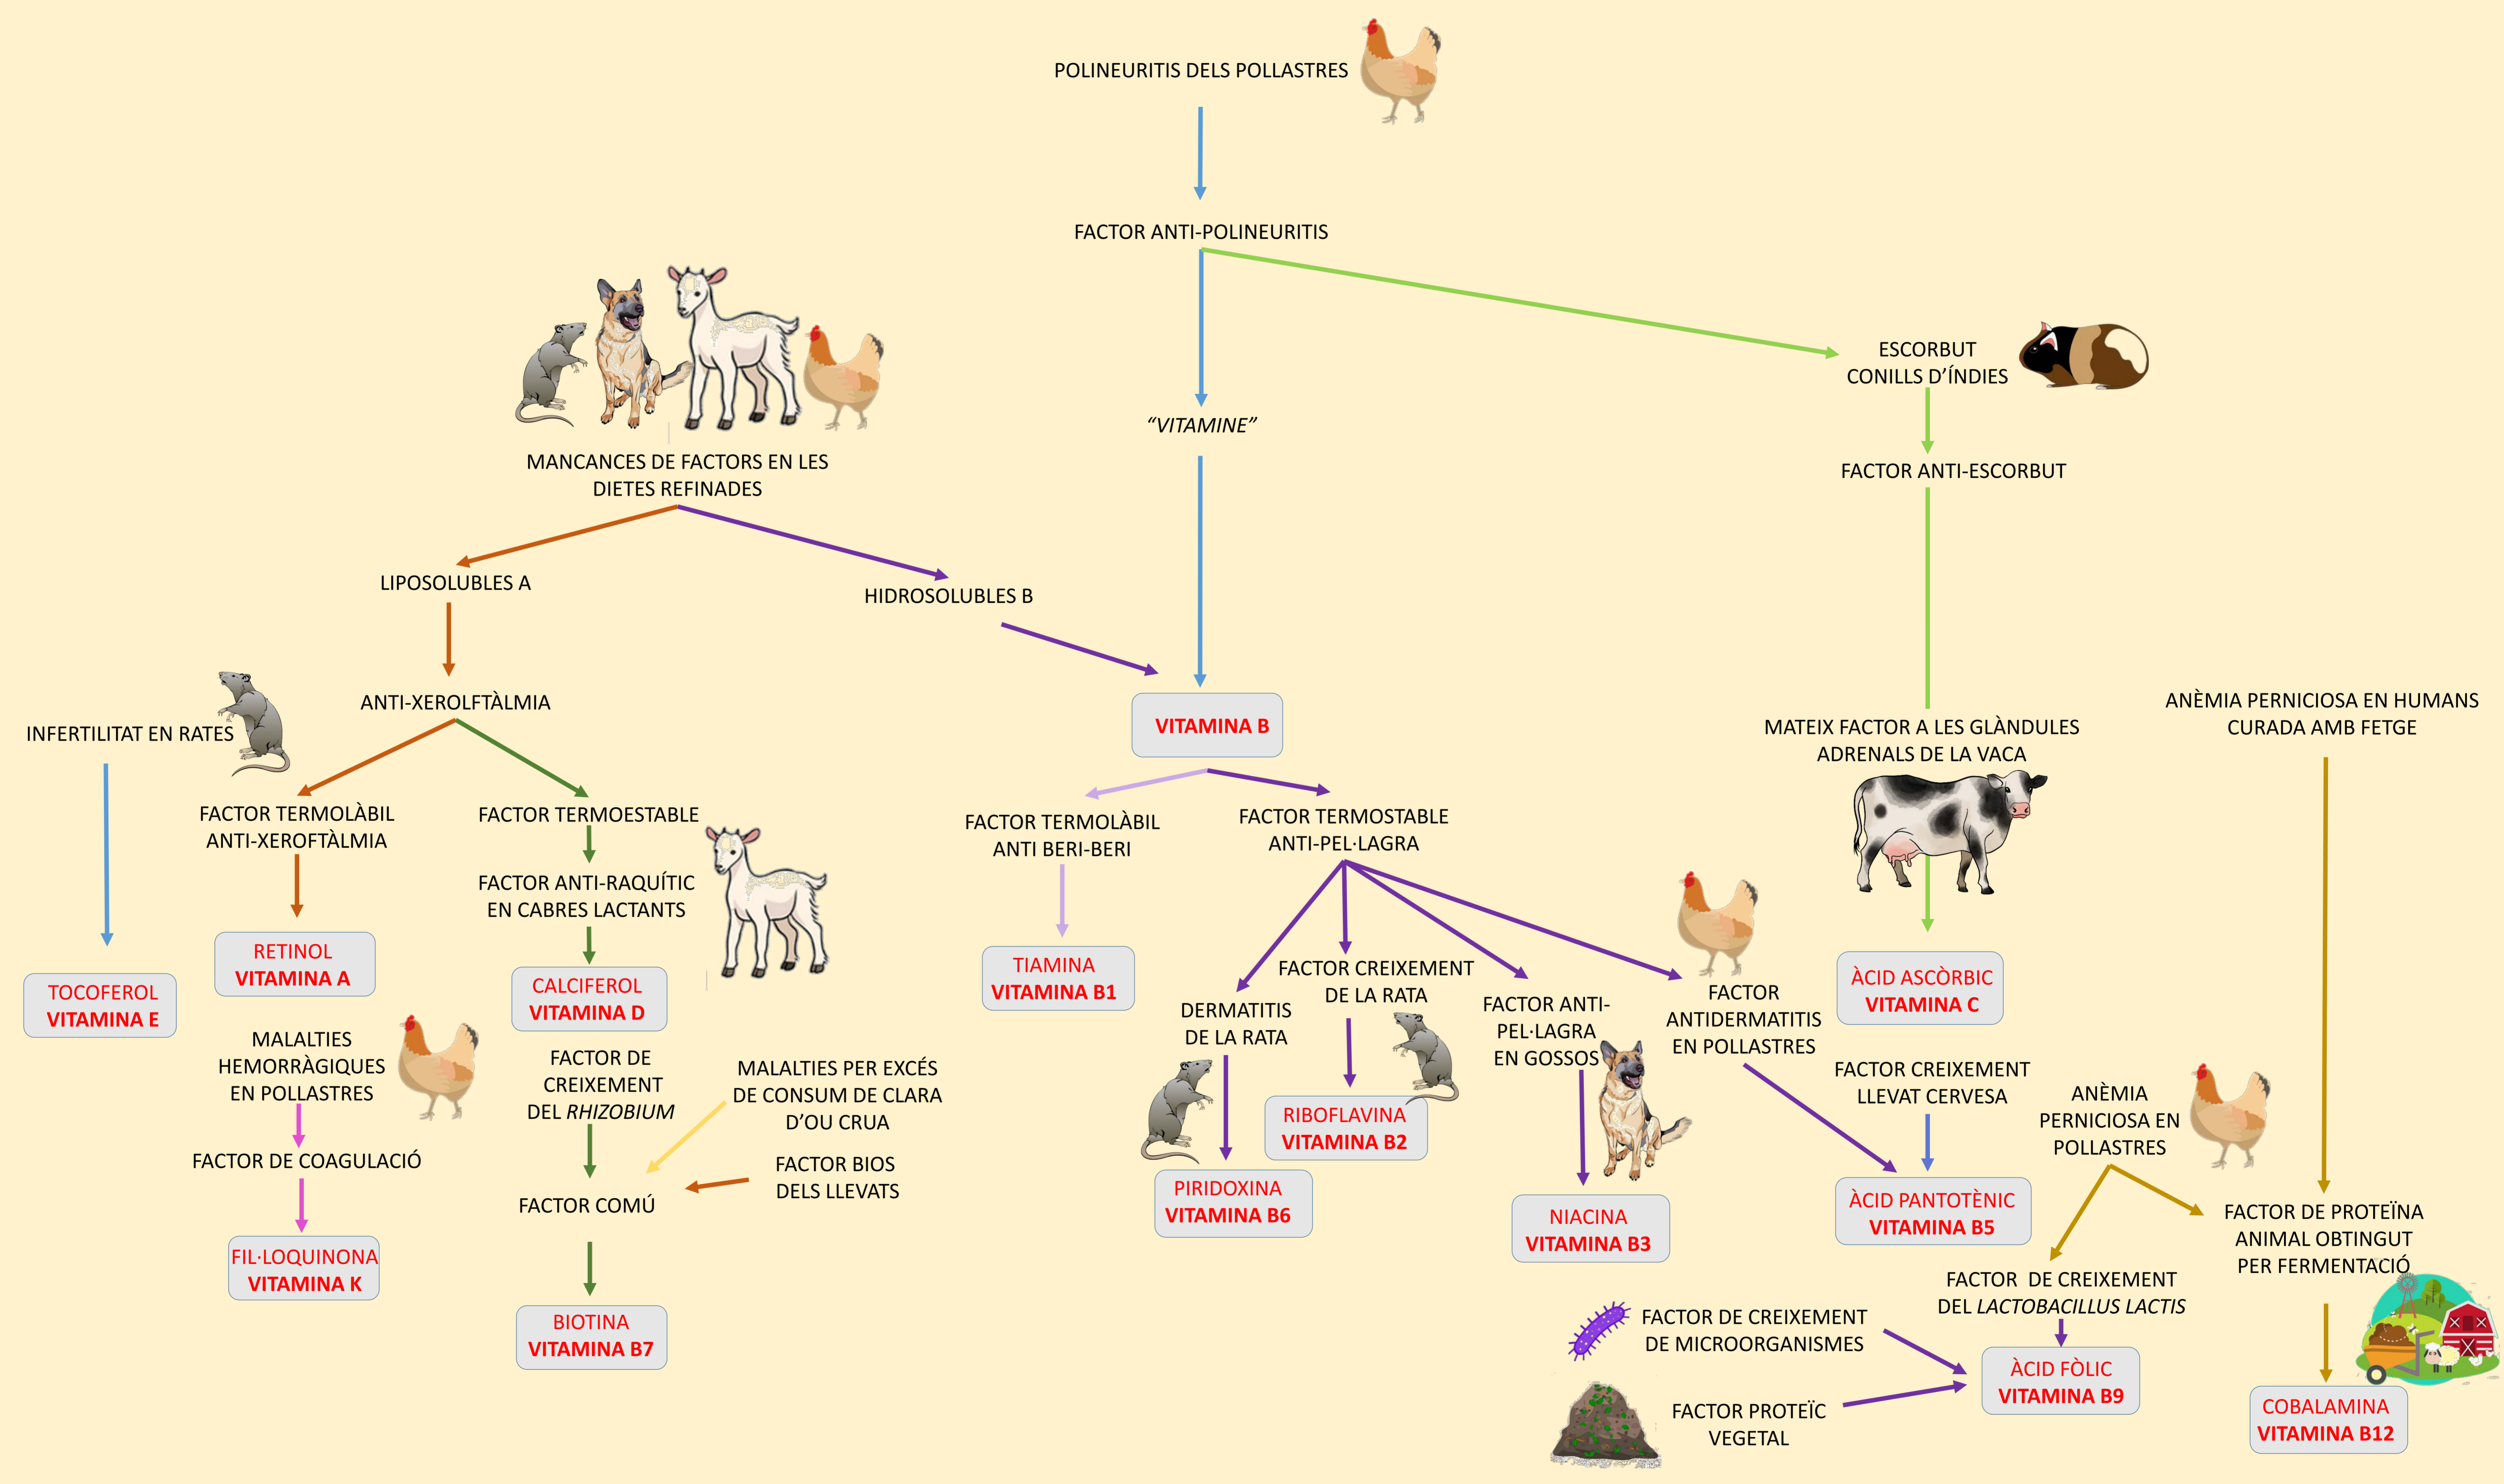 POLINEURITIS DELS POLLASTRES
FACTOR ANTI-POLINEURITIS
ESCORBUT
CONILLS D’ÍNDIES
“VITAMINE”
MANCANCES DE FACTORS EN LES
DIETES REFINADES
FACTOR ANTI-ESCORBUT
LIPOSOLUBLES A
HIDROSOLUBLES B
ANTI-XEROLFTÀLMIA
INFERTILITAT EN RATES
VITAMINA B
MATEIX FACTOR A LES GLÀNDULES
ADRENALS DE LA VACA
ANÈMIA PERNICIOSA EN HUMANS
CURADA AMB FETGE
FACTOR TERMOLÀBIL
ANTI-XEROFTÀLMIA
FACTOR TERMOESTABLE
FACTOR TERMOLÀBIL
ANTI BERI-BERI
FACTOR TERMOSTABLE
ANTI-PEL·LAGRA
FACTOR ANTI-RAQUÍTIC
EN CABRES LACTANTS
TOCOFEROL
VITAMINA E
RETINOL
VITAMINA A
CALCIFEROL
VITAMINA D
TIAMINA
VITAMINA B1
DERMATITIS
DE LA RATA
FACTOR CREIXEMENT
DE LA RATA
FACTOR ANTI-
PEL·LAGRA
EN GOSSOS
FACTOR
ANTIDERMATITIS
EN POLLASTRES
ÀCID ASCÒRBIC
VITAMINA C
MALALTIES
HEMORRÀGIQUES
EN POLLASTRES
FACTOR DE
CREIXEMENT
DEL RHIZOBIUM
MALALTIES PER EXCÉS
DE CONSUM DE CLARA
D’OU CRUA
FACTOR CREIXEMENT
LLEVAT CERVESA
ANÈMIA
PERNICIOSA EN
POLLASTRES
FACTOR DE COAGULACIÓ
FACTOR BIOS
DELS LLEVATS
FACTOR COMÚ
RIBOFLAVINA
VITAMINA B2
PIRIDOXINA
VITAMINA B6
NIACINA
VITAMINA B3
ÀCID PANTOTÈNIC
VITAMINA B5
FACTOR DE PROTEÏNA
ANIMAL OBTINGUT
PER FERMENTACIÓ
FIL·LOQUINONA
VITAMINA K
BIOTINA
VITAMINA B7
FACTOR DE CREIXEMENT
DEL LACTOBACILLUS LACTIS
FACTOR DE CREIXEMENT
DE MICROORGANISMES
ÀCID FÒLIC
VITAMINA B9
FACTOR PROTEÏC
VEGETAL
COBALAMINA
VITAMINA B12